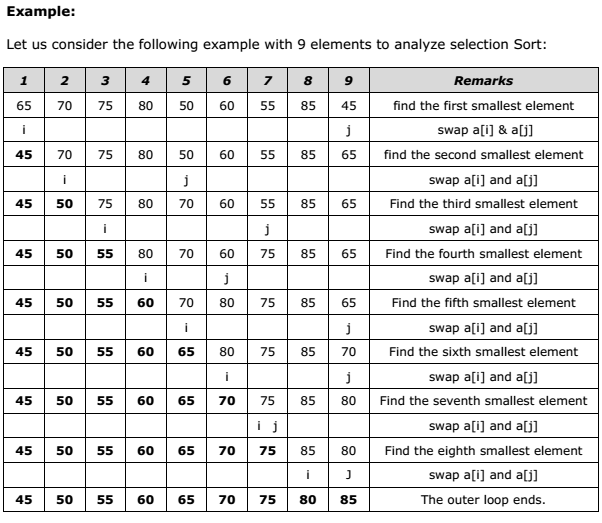 Example:
Let us consider the following example with 9 elements to analyze selection Sort:
1 2 3 4 5 6 7 8 9 Remarks
65 70 75 80 50 60 55 85 45 find the first smallest element
i j swap a[i] & a[j]
45 70 75 80 50 60 55 85 65 find the second smallest element
i j swap a[i] and a[j]
45 50 75 80 70 60 55 85 65 Find the third smallest element
i j swap a[i] and a[j]
45 50 55 80 70 60 75 85 65 Find the fourth smallest element
i j swap a[i] and a[j]
45 50 55 60 70 80 75 85 65 Find the fifth smallest element
i j swap a[i] and a[j]
45 50 55 60 65 80 75 85 70 Find the sixth smallest element
i j swap a[i] and a[j]
45 50 55 60 65 70 75 85 80 Find the seventh smallest element
i j swap a[i] and a[j]
45 50 55 60 65 70 75 85 80 Find the eighth smallest element
i J swap a[i] and a[j]
45 50 55 60 65 70 75 80 85 The outer loop ends.